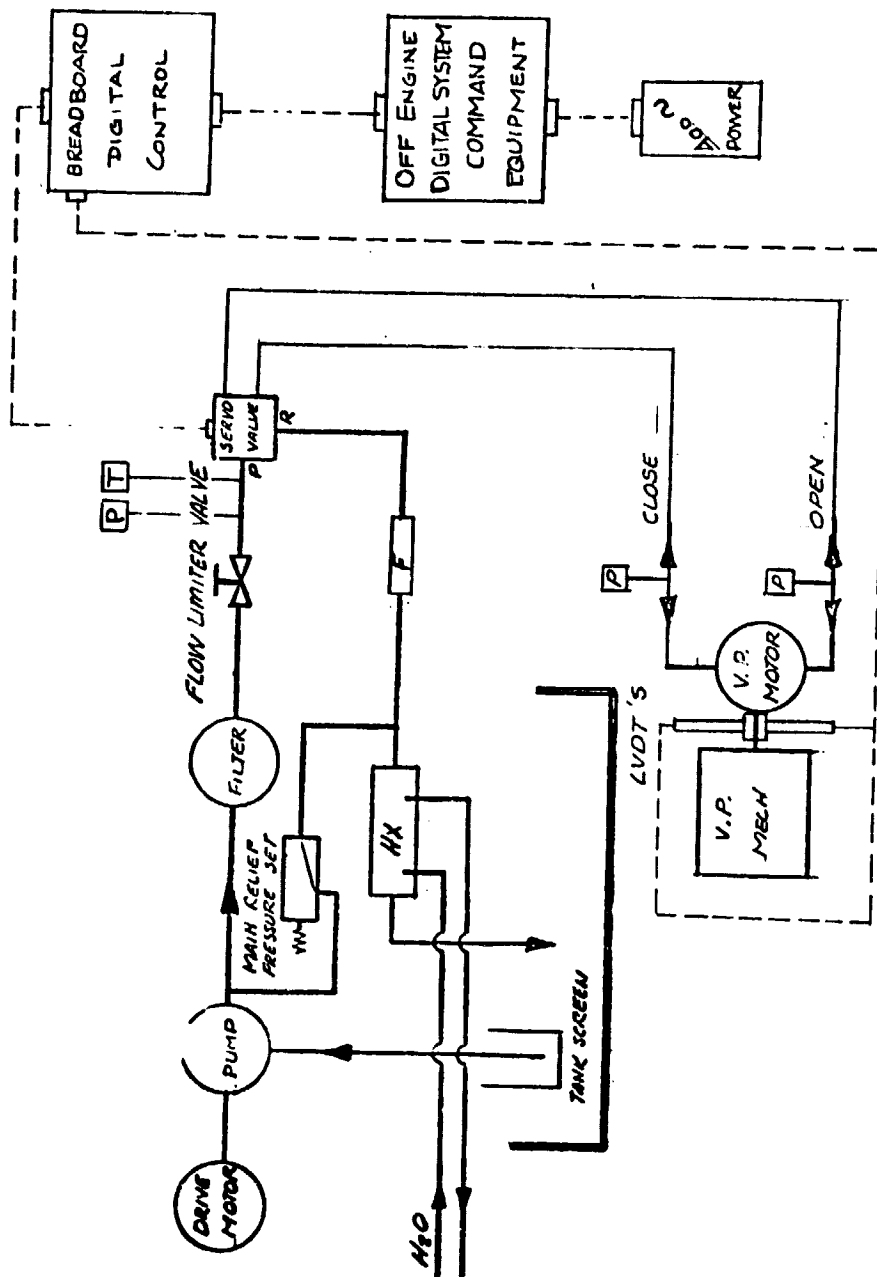 DRIVE
MOTOR
PUMP
FILTER
FLOW LIMITER VALVE
P
T
MAIN RELIEF
PRESSURE SET
SERVO
VALVE
P
R
BREADBOARD
DIGITAL
CONTROL
F
HX
H2O
OFF ENGINE
DIGITAL SYSTEM
COMMAND
EQUIPMENT
TANK SCREEN
CLOSE
P
LVDT'S
400 ~
POWER
V.P.
MECH
V.P.
MOTOR
P
OPEN